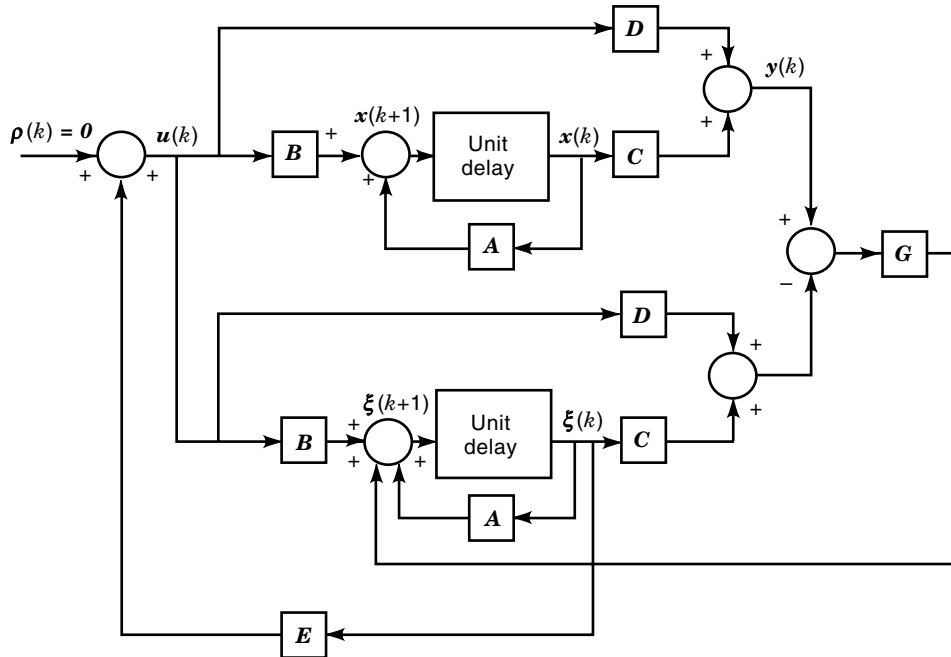 D
+
y(k)
+
x(k+1)
ρ(k) = 0
u(k)
+
Unit
delay
x(k)
B
C
+
+
+
A
+
G
−
D
+
ξ(k+1)
Unit
delay
ξ(k)
+
+
B
C
+
+
A
E